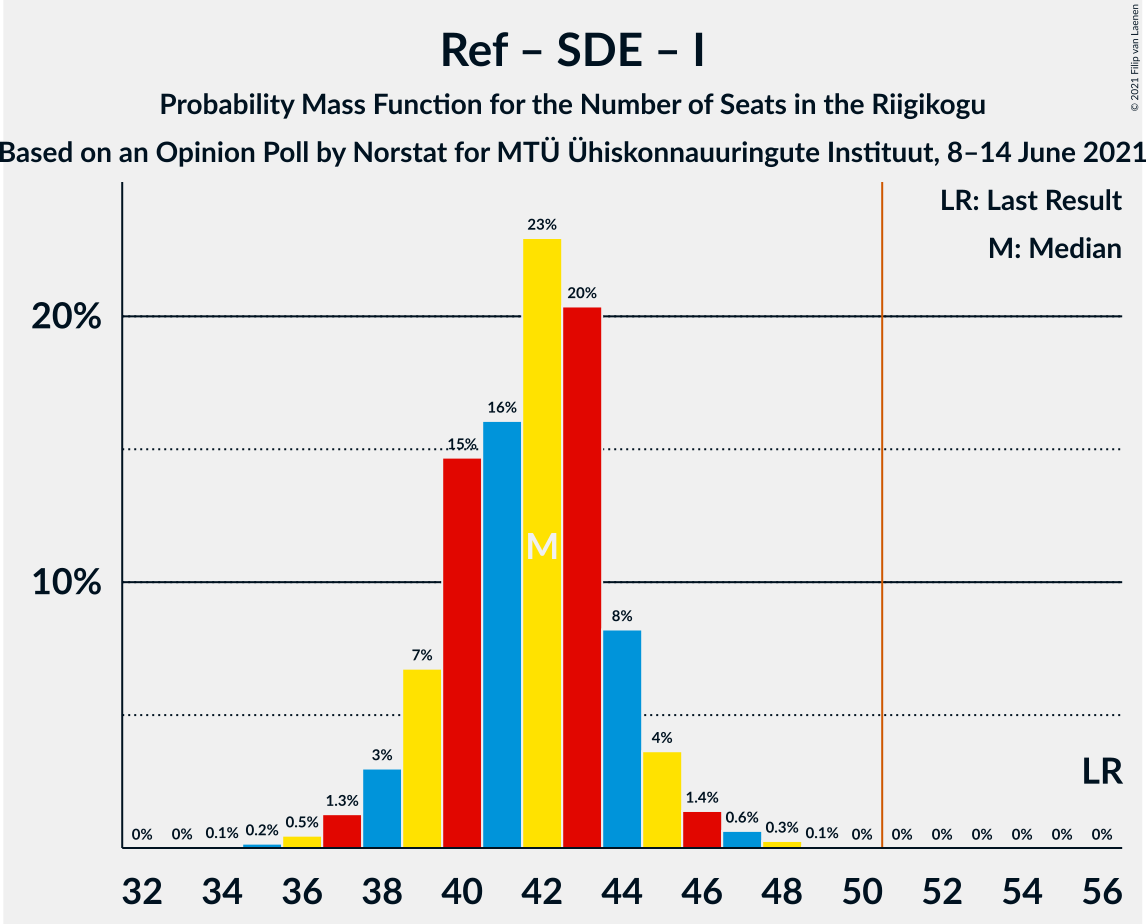 Ref – SDE – I
Probability Mass Function for the Number of Seats in the Riigikogu
Based on an Opinion Poll by Norstat for MTÜ Ühiskonnauuringute Instituut, 8–14 June 2021
© 2021 Filip van Laenen
LR: Last Result
M: Median
23%
20%
20%
16%
15%
M
10%
8%
7%
4%
3%
LR
1.3%
1.4%
0% 0% 0.1% 0.2% 0.5% 0.6% 0.3% 0.1% 0% 0% 0% 0% 0% 0% 0%
32 34 36 38 40 42 44 46 48 50 52 54 56